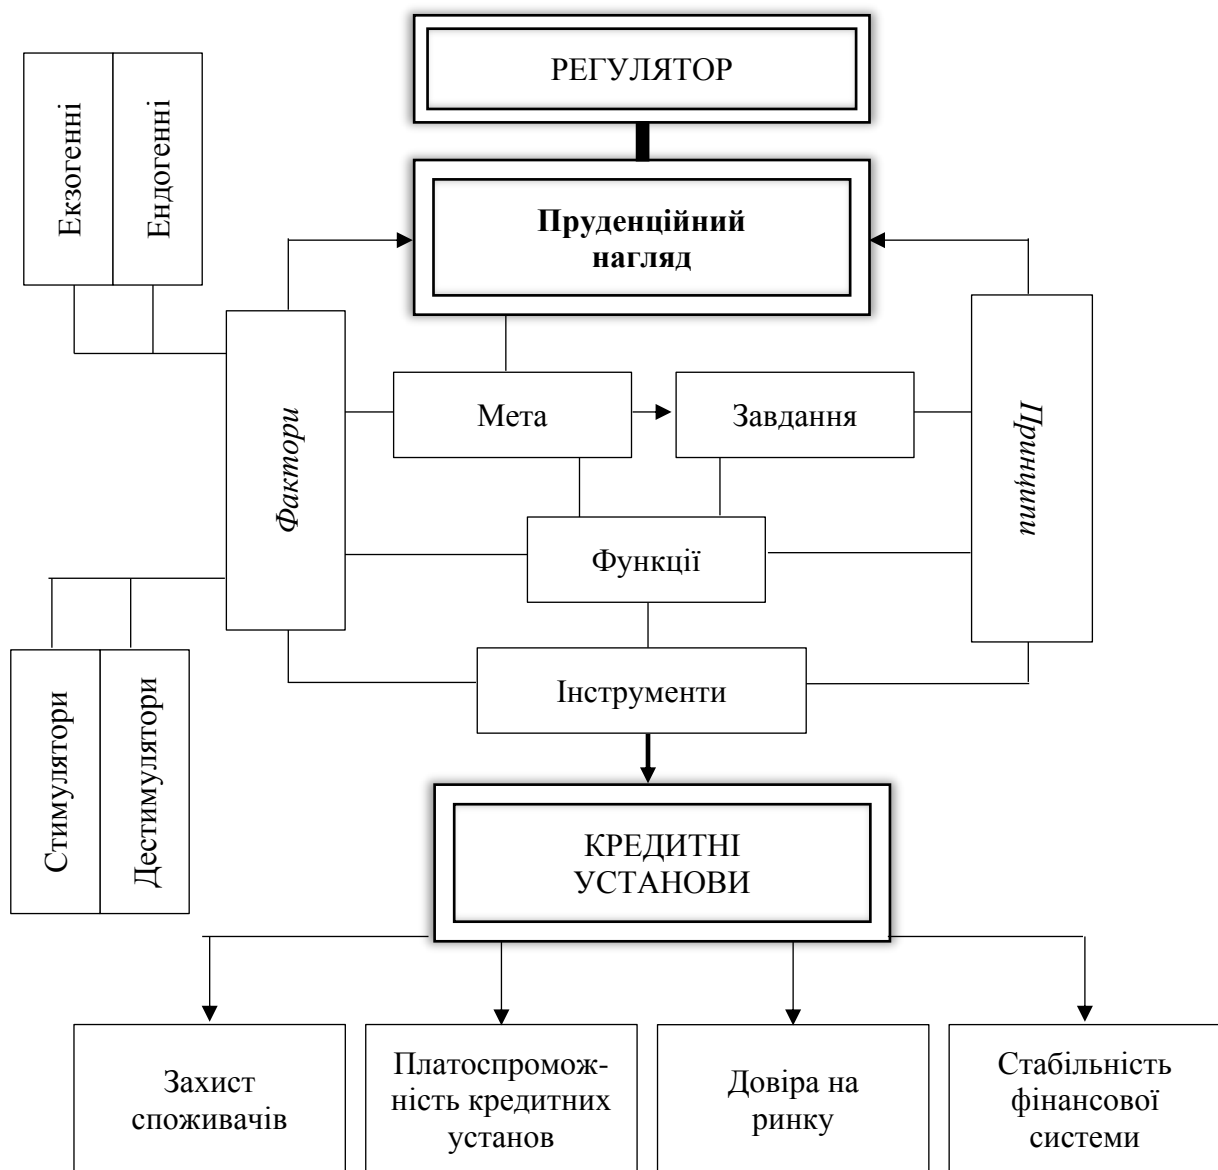 РЕГУЛЯТОР
Екзогенні
Ендогенні
Пруденційний
нагляд
Фактори
Мета
Завдання
Принципи
Функції
Інструменти
Стимулятори
Дестимулятори
КРЕДИТНІ
УСТАНОВИ
Захист
споживачів
Платоспромож-
ність кредитних
установ
Довіра на
ринку
Стабільність
фінансової
системи